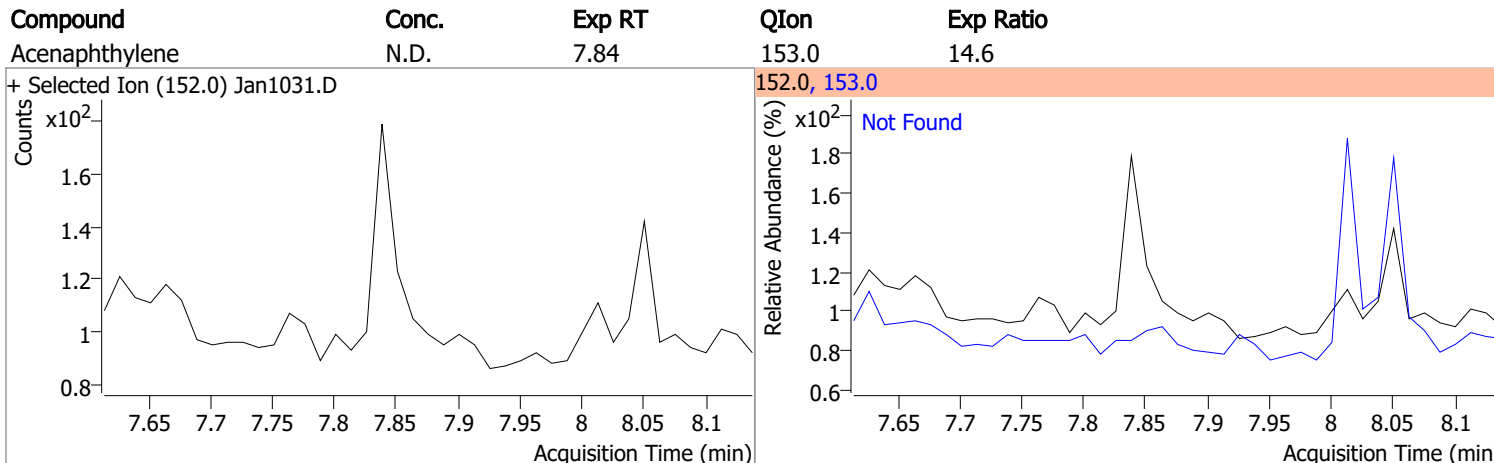 Compound Conc. Exp RT QIon Exp Ratio
Acenaphthylene N.D. 7.84 153.0 14.6
+ Selected Ion (152.0) Jan1031.D
Counts
x10²
1.6
1.4
1.2
1
0.8
7.65 7.7 7.75 7.8 7.85 7.9 7.95 8 8.05 8.1
Acquisition Time (min)
152.0, 153.0
Relative Abundance (%)
x10²
Not Found
1.8
1.6
1.4
1.2
1
0.8
0.6
7.65 7.7 7.75 7.8 7.85 7.9 7.95 8 8.05 8.1
Acquisition Time (min